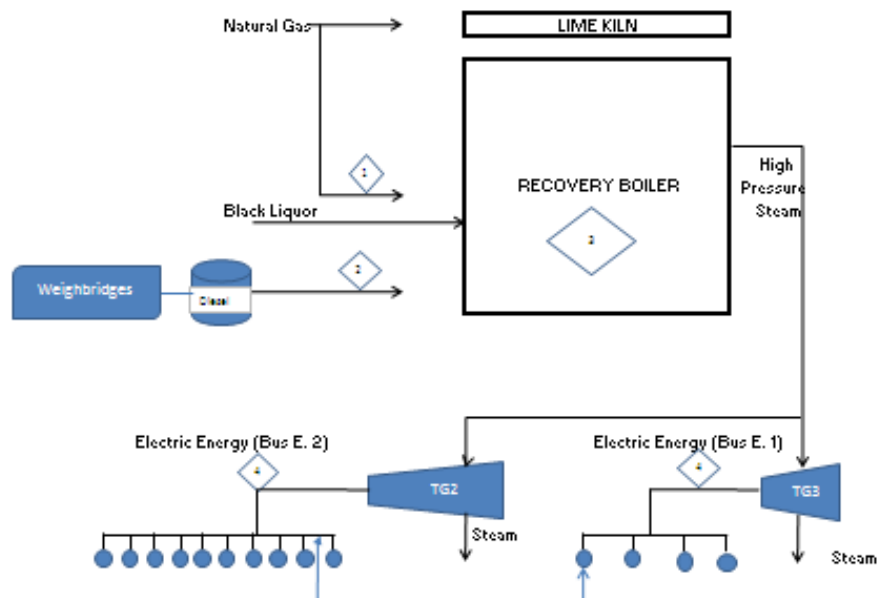 Natural Gas
LIME KILN
1
RECOVERY BOILER
High
Pressure
Steam
Black Liquor
3
2
Weighbridges
Diesel
Electric Energy (Bus E. 2)
Electric Energy (Bus E. 1)
4
4
TG2
TG3
Steam
Steam